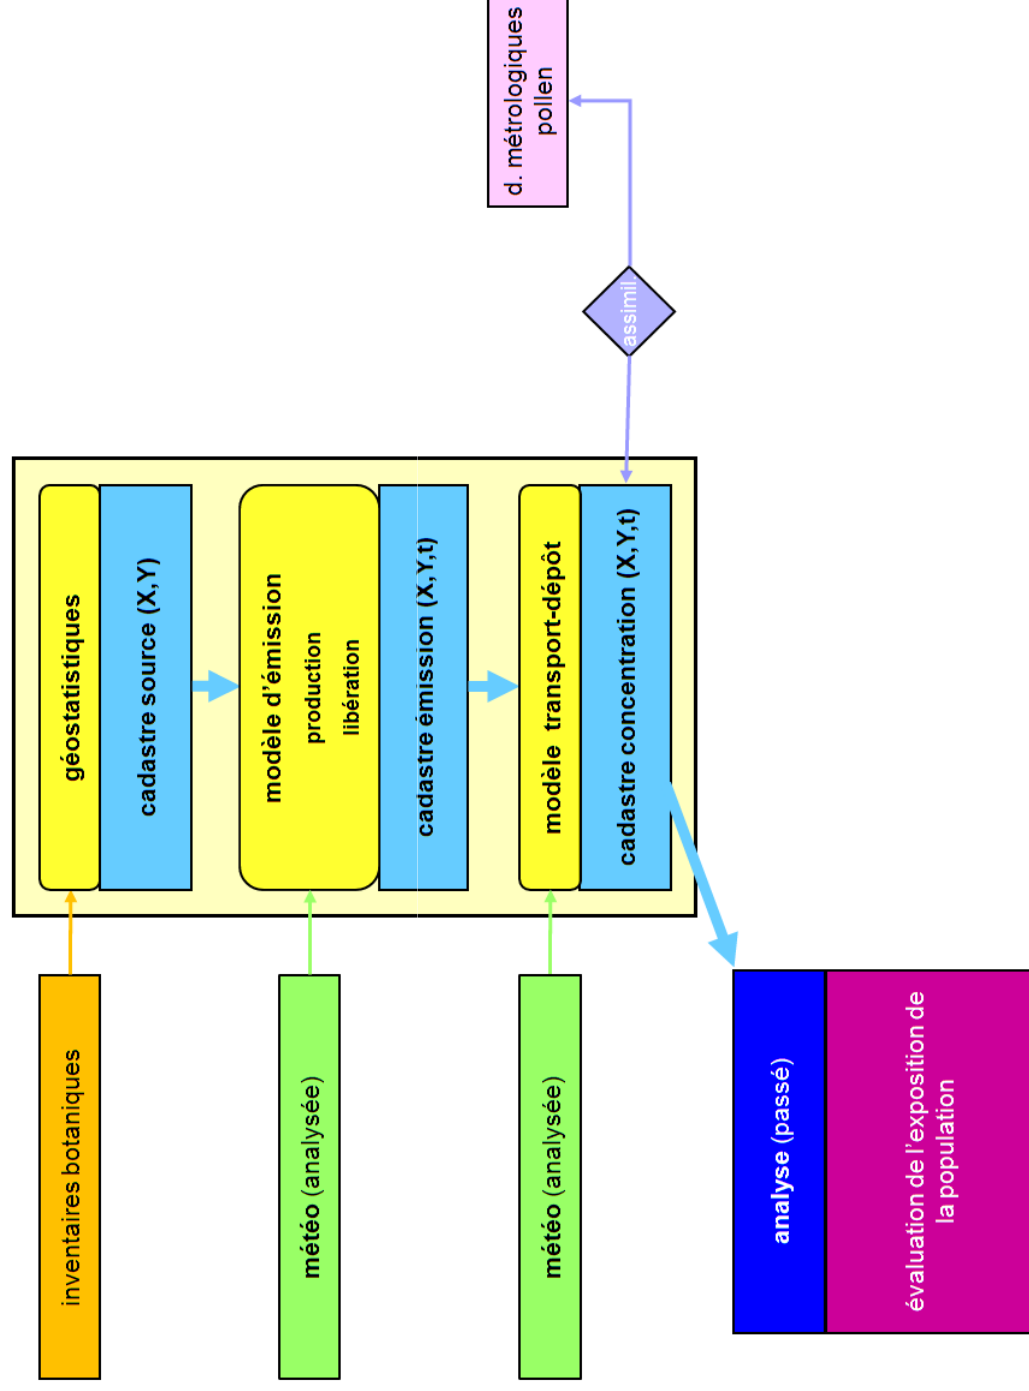 inventaires botaniques
géostatistiques
cadastre source (X,Y)
météo (analysée)
modèle d'émission
production
libération
cadastre émission (X,Y,t)
météo (analysée)
modèle transport-dépôt
cadastre concentration (X,Y,t)
assimil.
d. métrologiques
pollen
analyse (passé)
évaluation de l'exposition de
la population